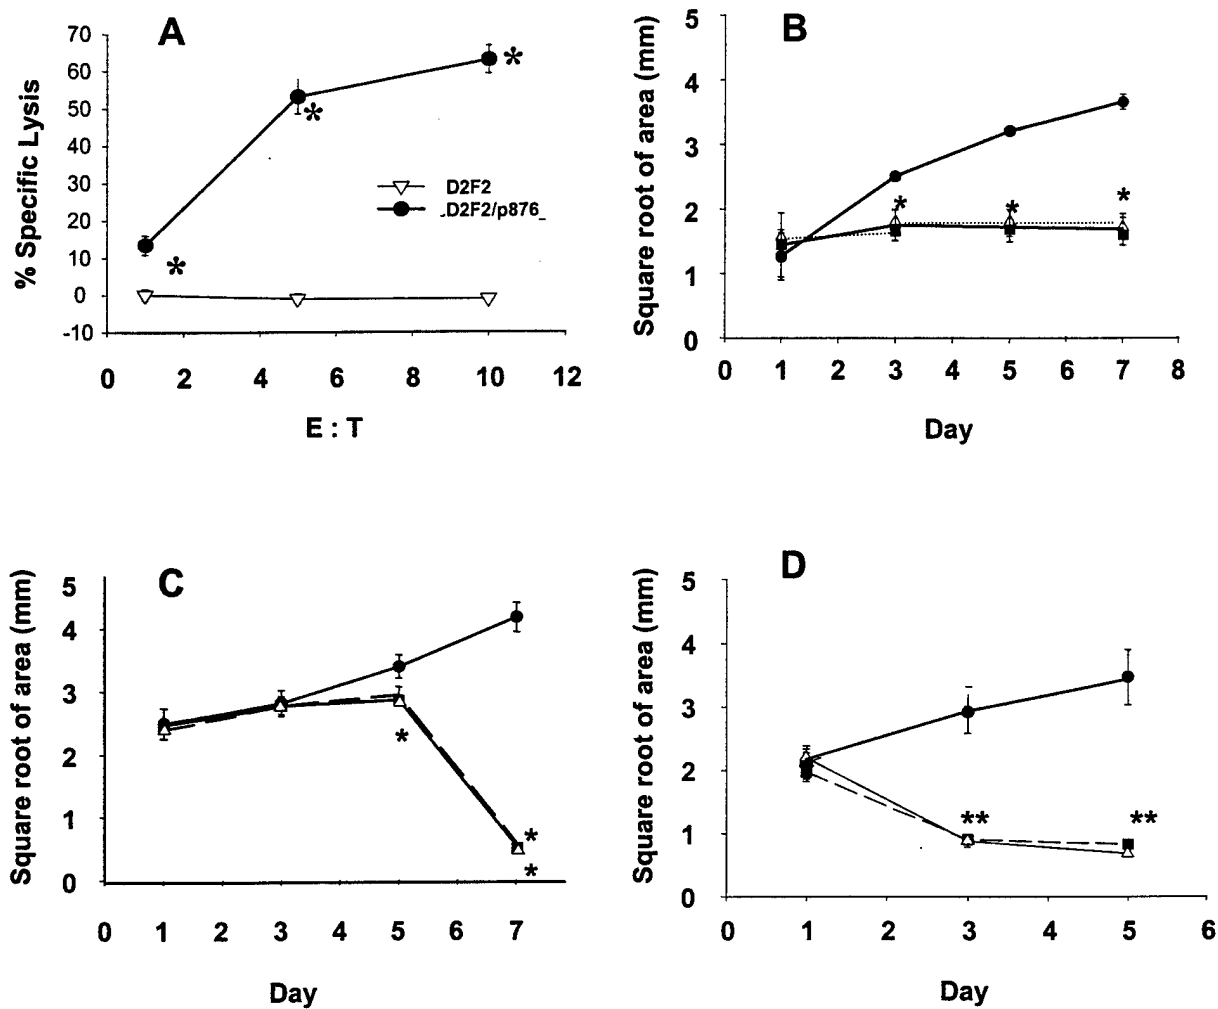 A
% Specific Lysis
70
60
50
40
30
20
10
0
-10
* * *
D2F2
D2F2/p876
0 2 4 6 8 10 12
E : T
B
Square root of area (mm)
5
4
3
2
1
0
* * *
0 1 2 3 4 5 6 7 8
Day
C
Square root of area (mm)
5
4
3
2
1
0
*
*
*
0 1 2 3 4 5 6 7
Day
D
Square root of area (mm)
5
4
3
2
1
0
** **
0 1 2 3 4 5 6
Day